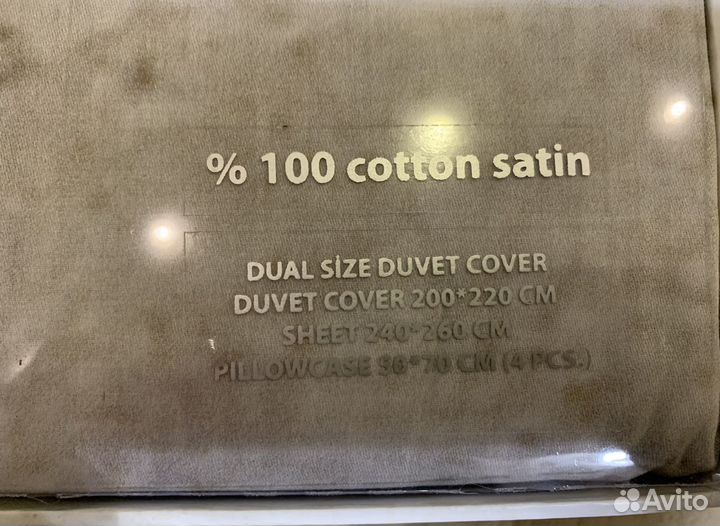 % 100 cotton satin
DUAL SİZE DUVET COVER
DUVET COVER 200*220 CM
SHEET 240*260 CM
PILLOWCASE 50*70 CM (4 PCS.)
Avito